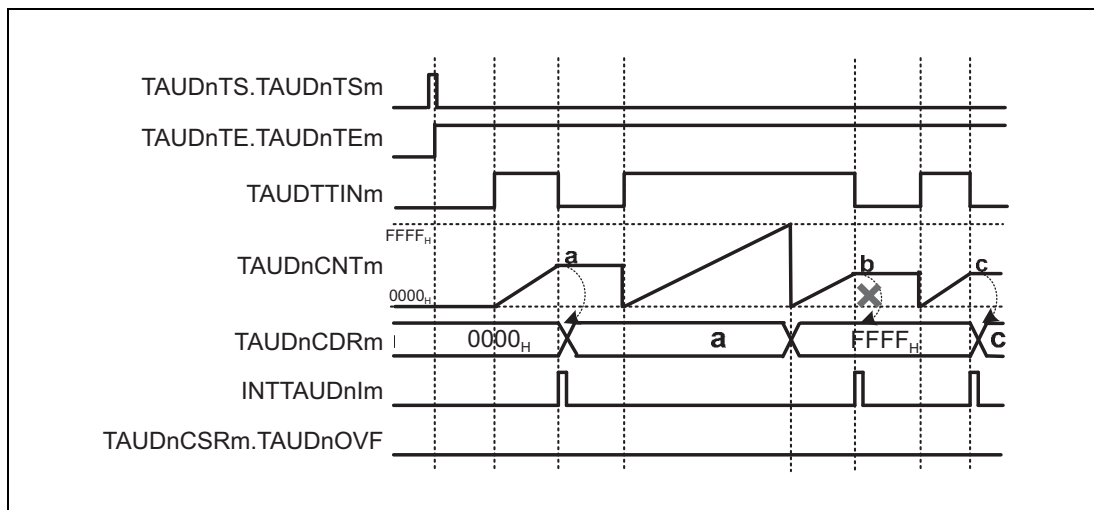 TAUDnTS.TAUDnTSm
TAUDnTE.TAUDnTEm
TAUDTTINm
FFFFH
TAUDnCNTm
a
b
c
0000H
TAUDnCDRm
0000H
a
FFFFH
c
INTTAUDnIm
TAUDnCSRm.TAUDnOVF